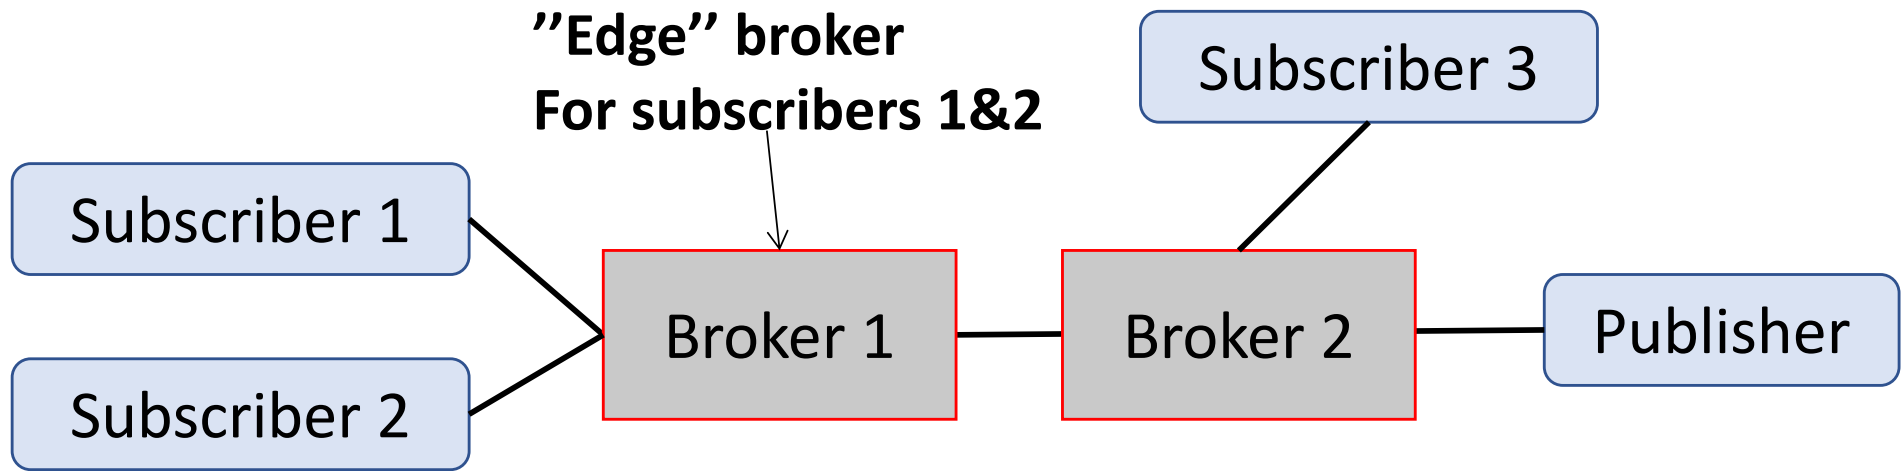 ”Edge” broker
For subscribers 1&2
Subscriber 3
Subscriber 1
Broker 1
Broker 2
Publisher
Subscriber 2